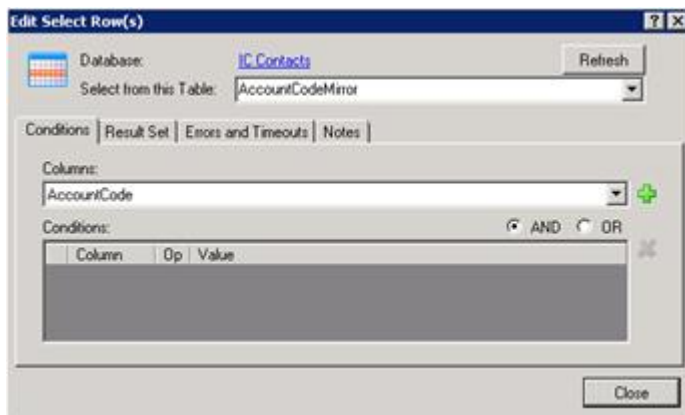 Edit Select Row(s)
Database: IC Contacts Refresh
Select from this Table: AccountCodeMirror
Conditions Result Set Errors and Timeouts Notes
Columns:
AccountCode
Conditions: AND OR
Column Op Value
Close